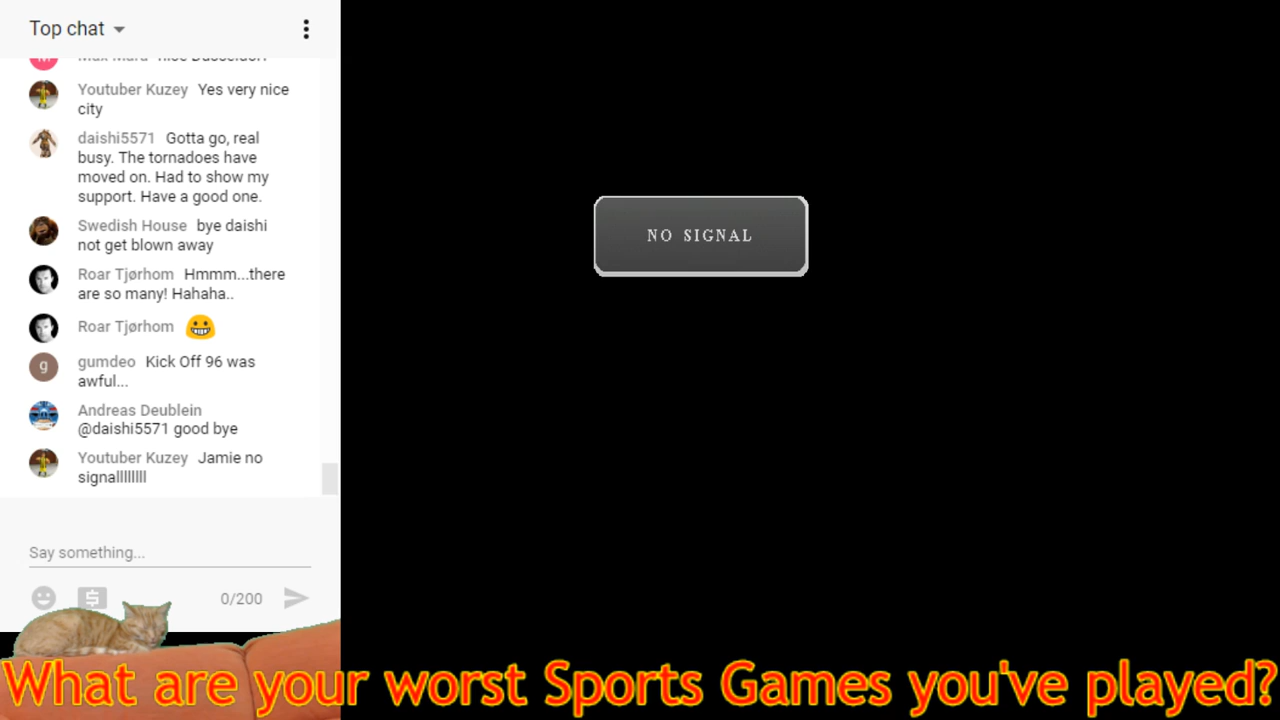 Top chat
Youtuber Kuzey Yes very nice
city
daishi5571 Gotta go, real
busy. The tornadoes have
moved on. Had to show my
support. Have a good one.
Swedish House bye daishi
not get blown away
Roar Tjørhom Hmmm...there
are so many! Hahaha..
Roar Tjørhom
g gumdeo Kick Off 96 was
awful...
Andreas Deublein
@daishi5571 good bye
Youtuber Kuzey Jamie no
signallllllll
Say something...
0/200
NO SIGNAL
What are your worst Sports Games you've played?